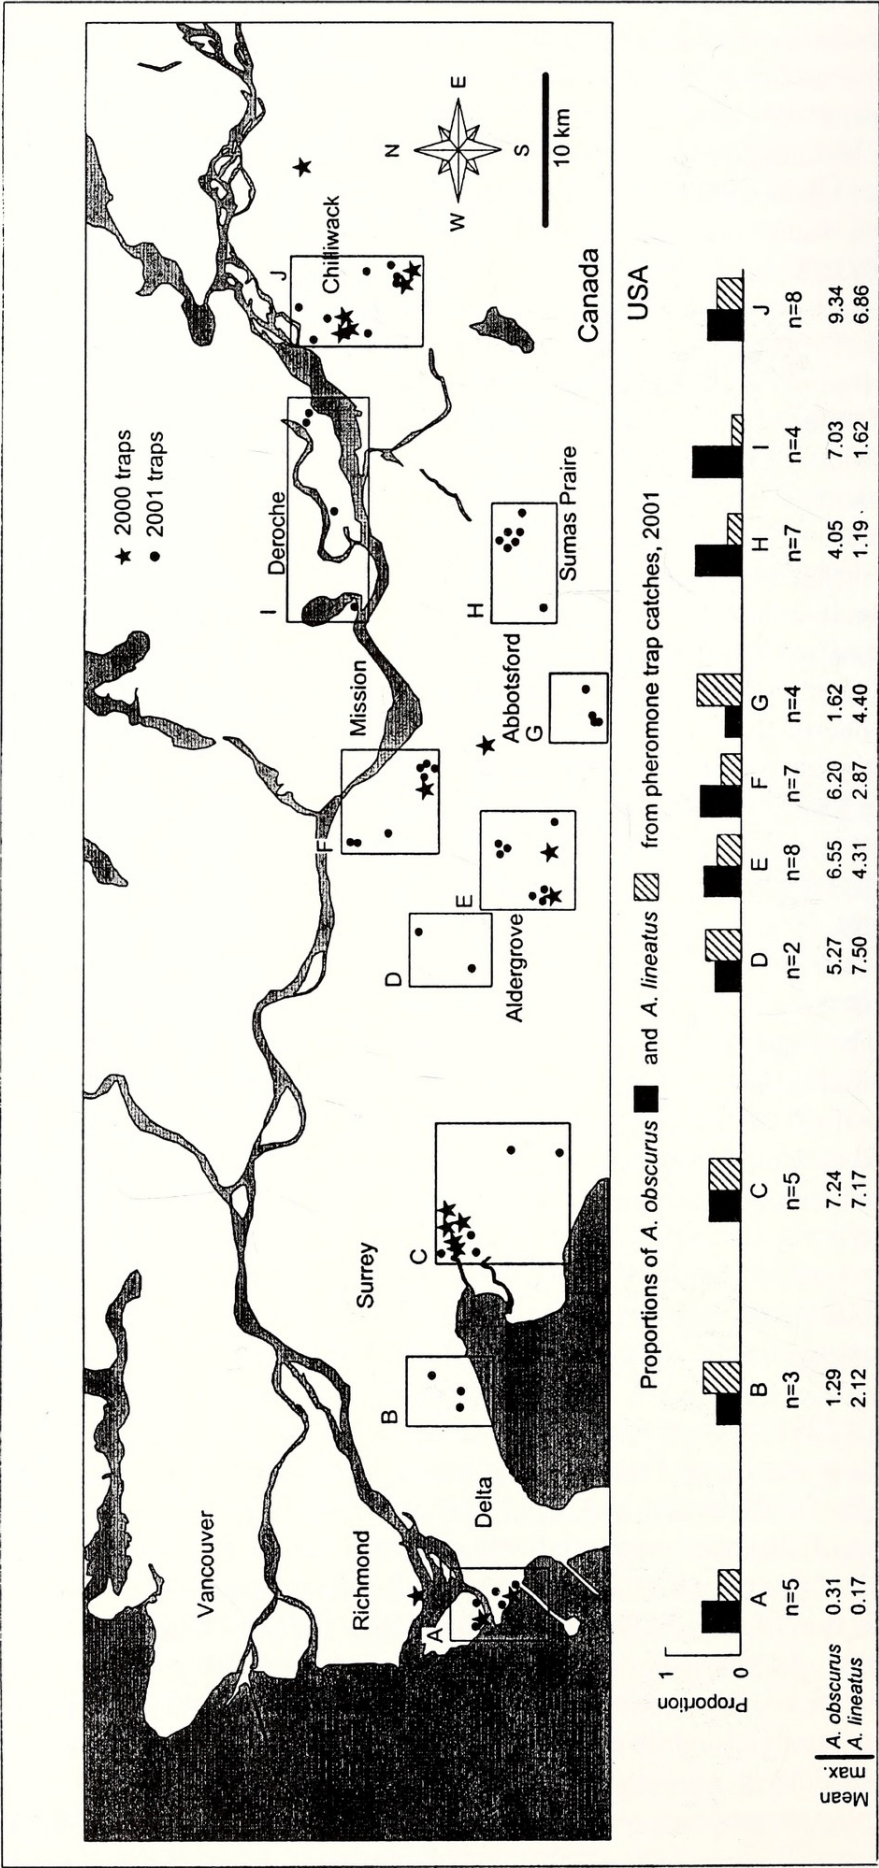 Vancouver
Richmond
Delta
A
B
Surrey
C
D
Aldergrove
E
F
Mission
Abbotsford
G
H
Sumas Praire
I
Deroche
★ 2000 traps
● 2001 traps
J
Chilliwack
N
W E
S
10 km
Canada
USA
Proportions of A. obscurus and A. lineatus from pheromone trap catches, 2001
Proportion
1
0
A B C D E F G H I J
n=5 n=3 n=5 n=2 n=8 n=7 n=4 n=7 n=4 n=8
Mean max.
A. obscurus 0.31 1.29 7.24 5.27 6.55 6.20 1.62 4.05 7.03 9.34
A. lineatus 0.17 2.12 7.17 7.50 4.31 2.87 4.40 1.19 1.62 6.86